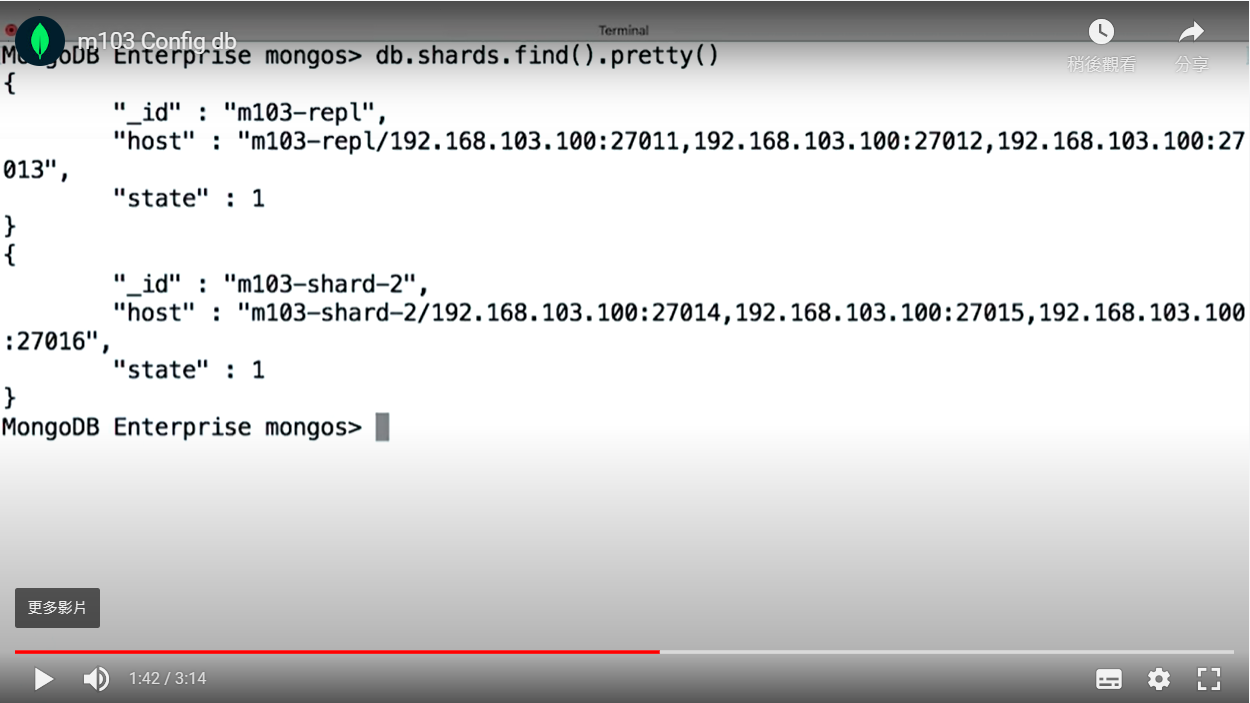 Terminal
m103 Config db
稍後觀看
分享
MongoDB Enterprise mongos> db.shards.find().pretty()
{
"_id" : "m103-repl",
"host" : "m103-repl/192.168.103.100:27011,192.168.103.100:27012,192.168.103.100:27
013",
"state" : 1
}
{
"_id" : "m103-shard-2",
"host" : "m103-shard-2/192.168.103.100:27014,192.168.103.100:27015,192.168.103.100
:27016",
"state" : 1
}
MongoDB Enterprise mongos>
更多影片
1:42 / 3:14